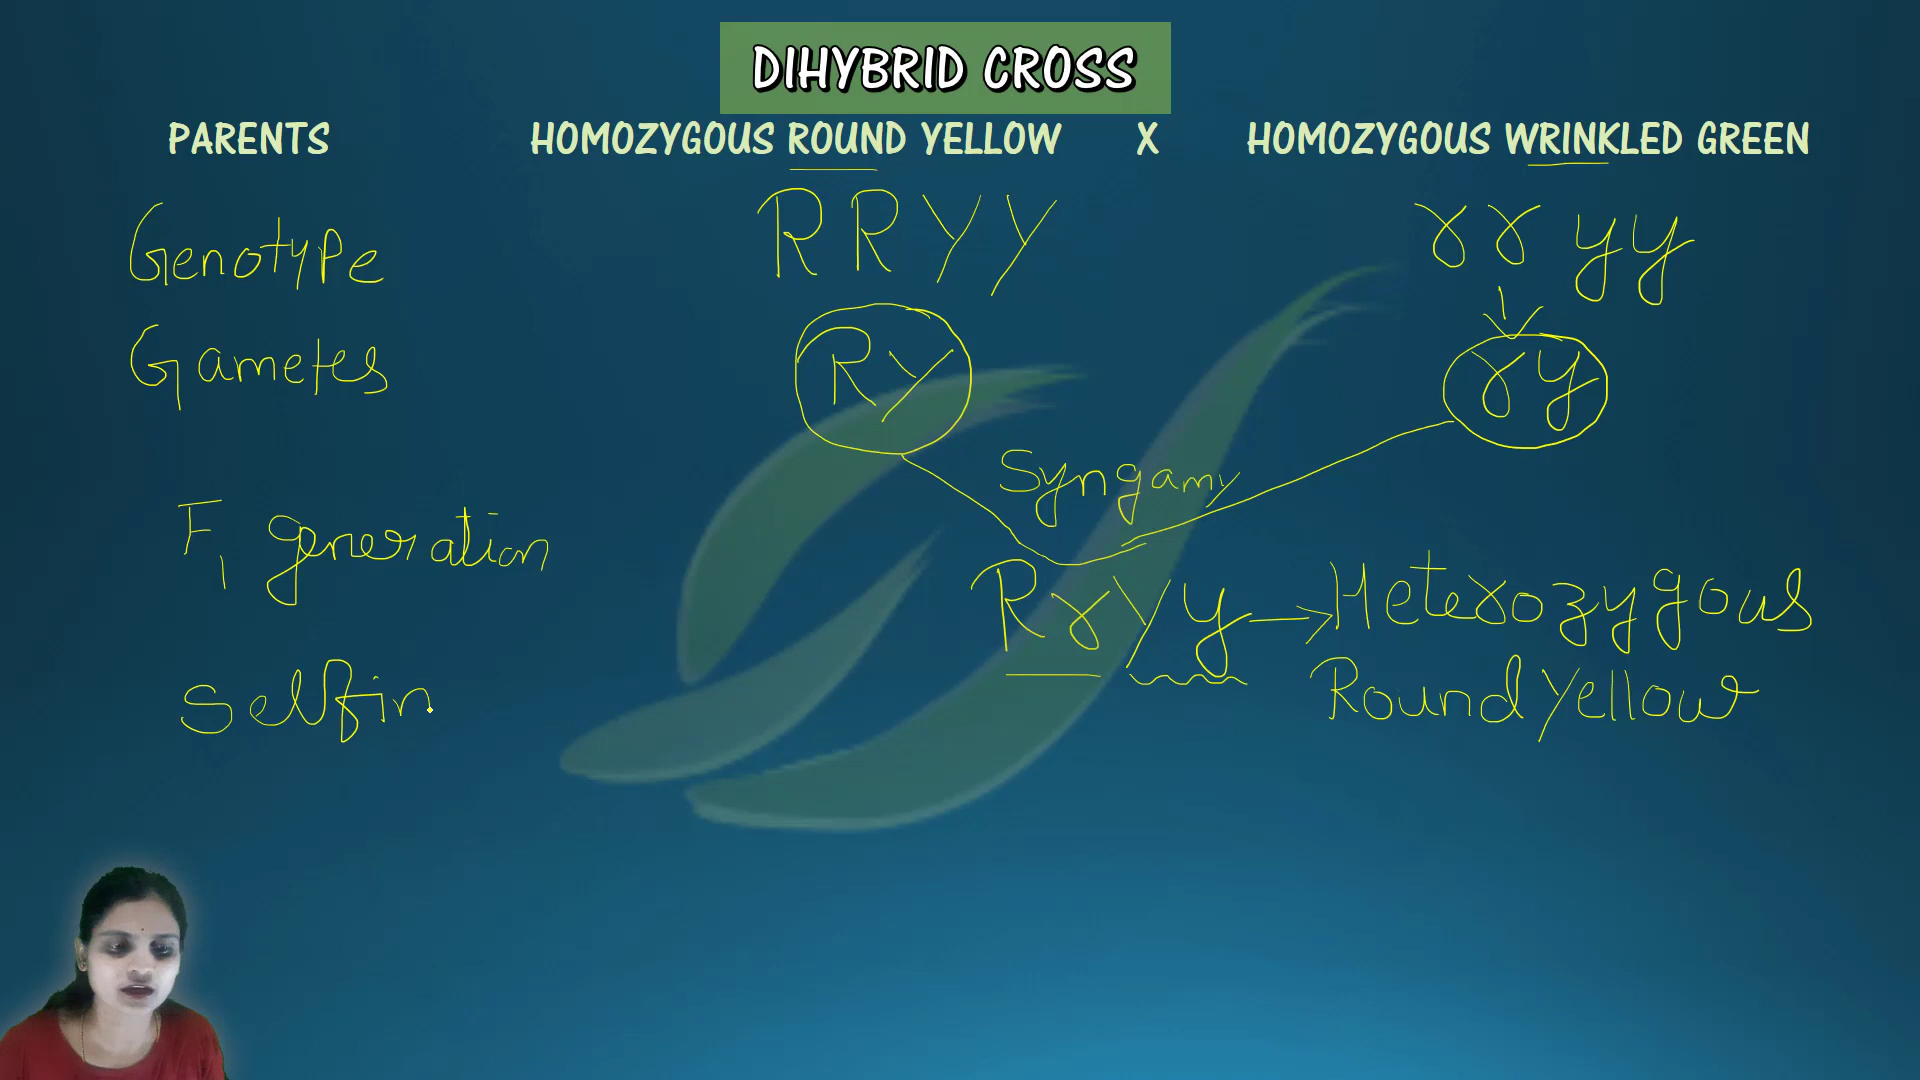 DIHYBRID CROSS
PARENTS HOMOZYGOUS ROUND YELLOW X HOMOZYGOUS WRINKLED GREEN
Genotype RRYY rryy
Gametes RY ry
Syngamy
F1 generation RrYy → Heterozygous
Selfin Round Yellow